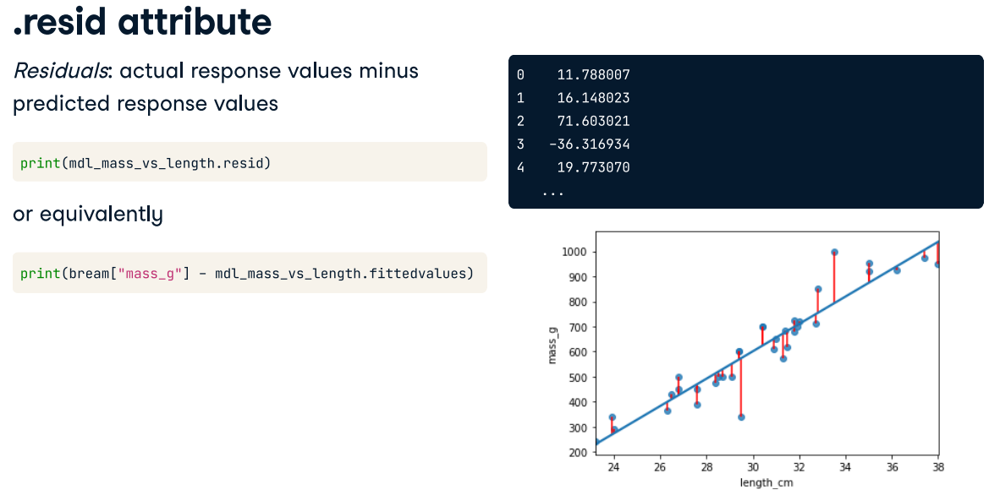 .resid attribute
Residuals: actual response values minus
predicted response values
print(mdl_mass_vs_length.resid)
or equivalently
print(bream["mass_g"] - mdl_mass_vs_length.fittedvalues)
0 11.788007
1 16.148023
2 71.603021
3 -36.316934
4 19.773070
...
1000
900
800
700
600
500
400
300
200
mass_g
24 26 28 30 32 34 36 38
length_cm